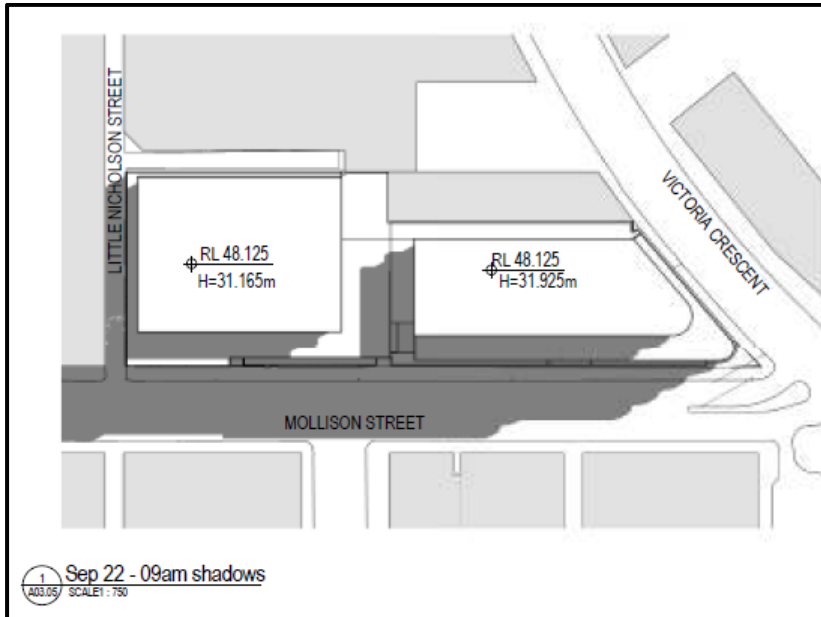 LITTLE NICHOLSON STREET
VICTORIA CRESCENT
RL 48.125
H=31.165m
RL 48.125
H=31.925m
MOLLISON STREET
1
A03.05
Sep 22 - 09am shadows
SCALE1 : 750